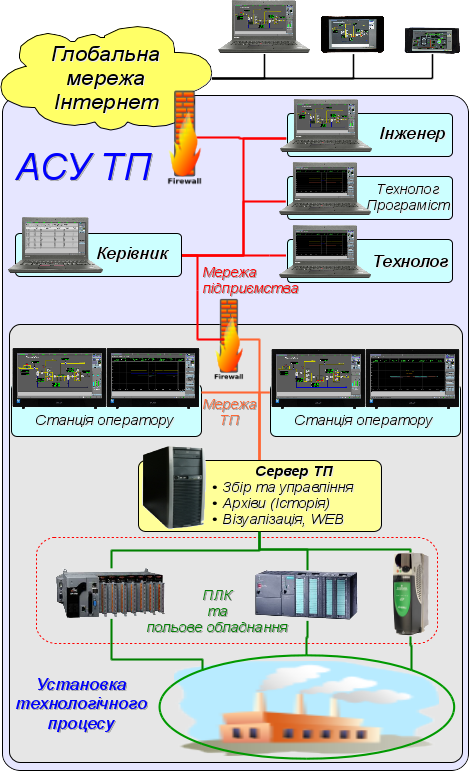 Глобальна
мережа
Інтернет
АСУ ТП
Firewall
Інженер
Технолог
Програміст
Керівник
Технолог
Мережа
підприємства
Firewall
Станція оператору
Мережа
ТП
Станція оператору
Сервер ТП
• Збір та управління
• Архіви (Історія)
• Візуалізація, WEB
ПЛК
та
польове обладнання
Установка
технологічного
процесу